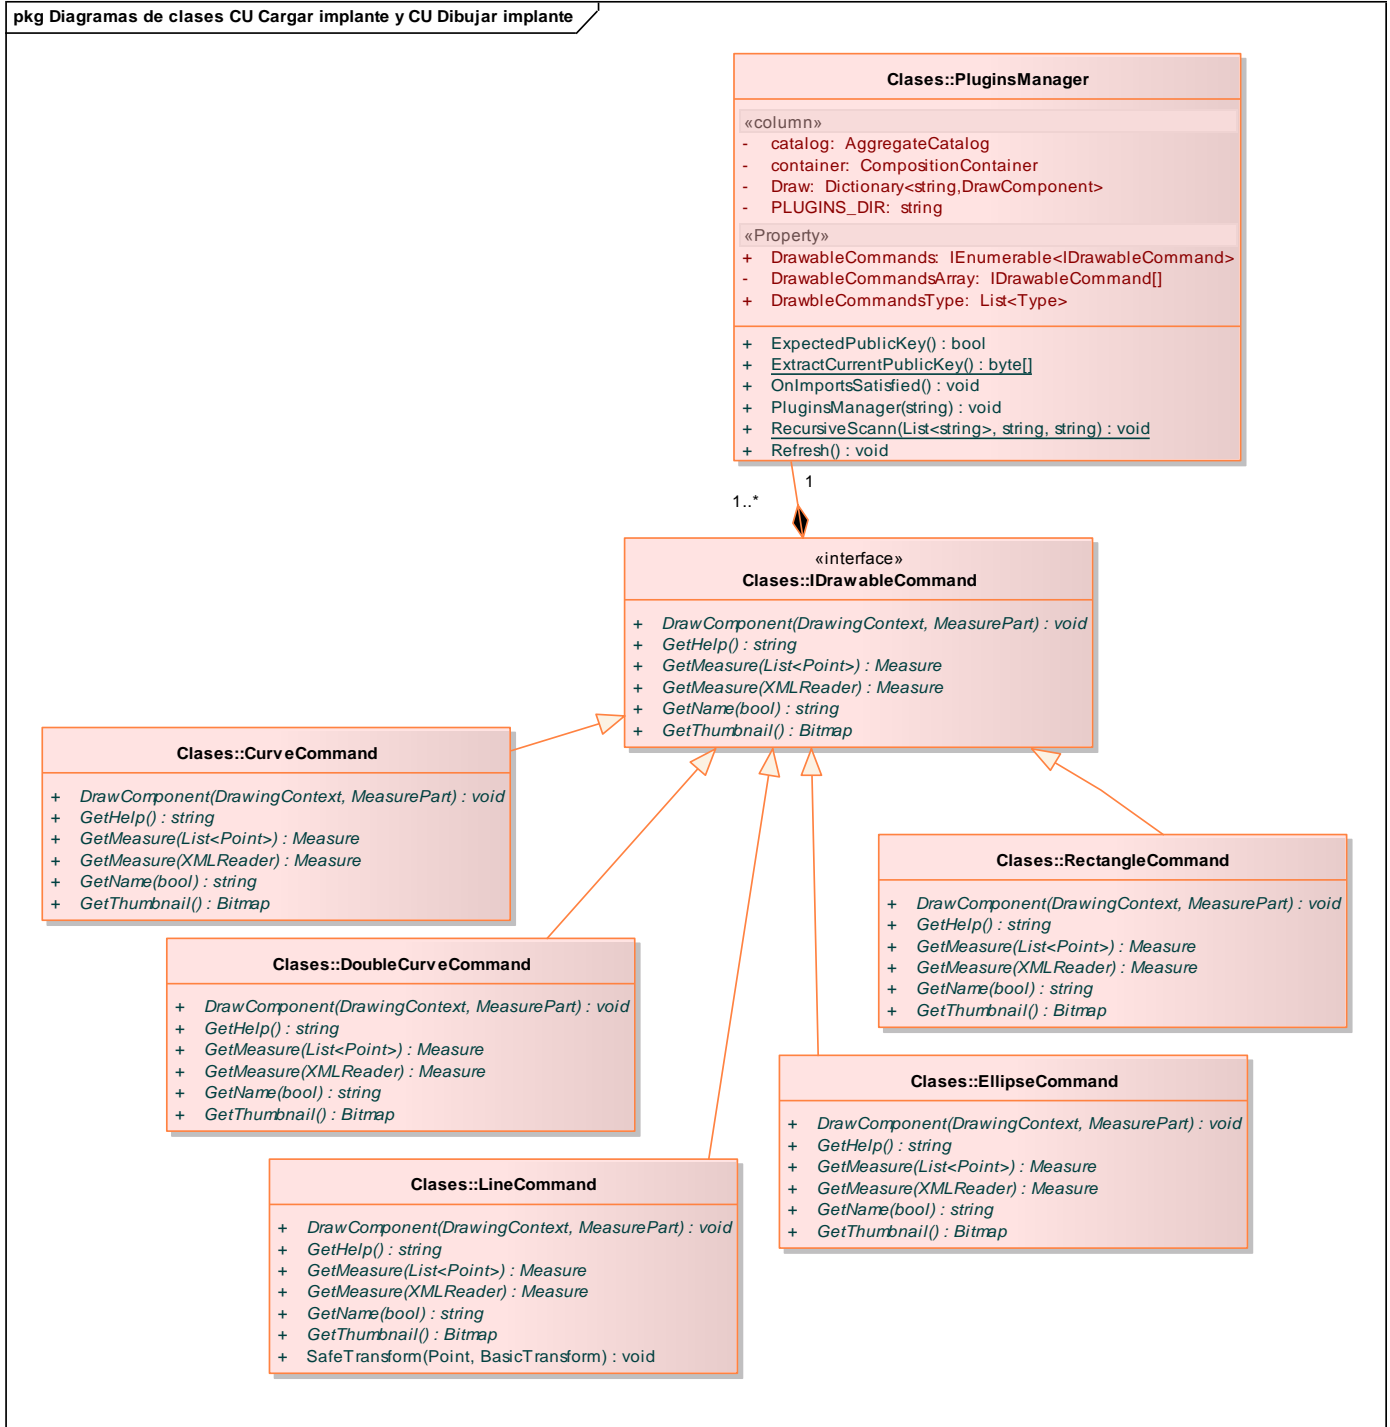 pkg Diagramas de clases CU Cargar implante y CU Dibujar implante
Clases::PluginsManager
«column»
- catalog: AggregateCatalog
- container: CompositionContainer
- Draw: Dictionary<string,DrawComponent>
- PLUGINS_DIR: string
«Property»
+ DrawableCommands: IEnumerable<IDrawableCommand>
- DrawableCommandsArray: IDrawableCommand[]
+ DrawbleCommandsType: List<Type>
+ ExpectedPublicKey() : bool
+ ExtractCurrentPublicKey() : byte[]
+ OnImportsSatisfied() : void
+ PluginsManager(string) : void
+ RecursiveScann(List<string>, string, string) : void
+ Refresh() : void
1
1..*
«interface»
Clases::IDrawableCommand
+ DrawComponent(DrawingContext, MeasurePart) : void
+ GetHelp() : string
+ GetMeasure(List<Point>) : Measure
+ GetMeasure(XMLReader) : Measure
+ GetName(bool) : string
+ GetThumbnail() : Bitmap
Clases::CurveCommand
+ DrawComponent(DrawingContext, MeasurePart) : void
+ GetHelp() : string
+ GetMeasure(List<Point>) : Measure
+ GetMeasure(XMLReader) : Measure
+ GetName(bool) : string
+ GetThumbnail() : Bitmap
Clases::RectangleCommand
+ DrawComponent(DrawingContext, MeasurePart) : void
+ GetHelp() : string
+ GetMeasure(List<Point>) : Measure
+ GetMeasure(XMLReader) : Measure
+ GetName(bool) : string
+ GetThumbnail() : Bitmap
Clases::DoubleCurveCommand
+ DrawComponent(DrawingContext, MeasurePart) : void
+ GetHelp() : string
+ GetMeasure(List<Point>) : Measure
+ GetMeasure(XMLReader) : Measure
+ GetName(bool) : string
+ GetThumbnail() : Bitmap
Clases::EllipseCommand
+ DrawComponent(DrawingContext, MeasurePart) : void
+ GetHelp() : string
+ GetMeasure(List<Point>) : Measure
+ GetMeasure(XMLReader) : Measure
+ GetName(bool) : string
+ GetThumbnail() : Bitmap
Clases::LineCommand
+ DrawComponent(DrawingContext, MeasurePart) : void
+ GetHelp() : string
+ GetMeasure(List<Point>) : Measure
+ GetMeasure(XMLReader) : Measure
+ GetName(bool) : string
+ GetThumbnail() : Bitmap
+ SafeTransform(Point, BasicTransform) : void